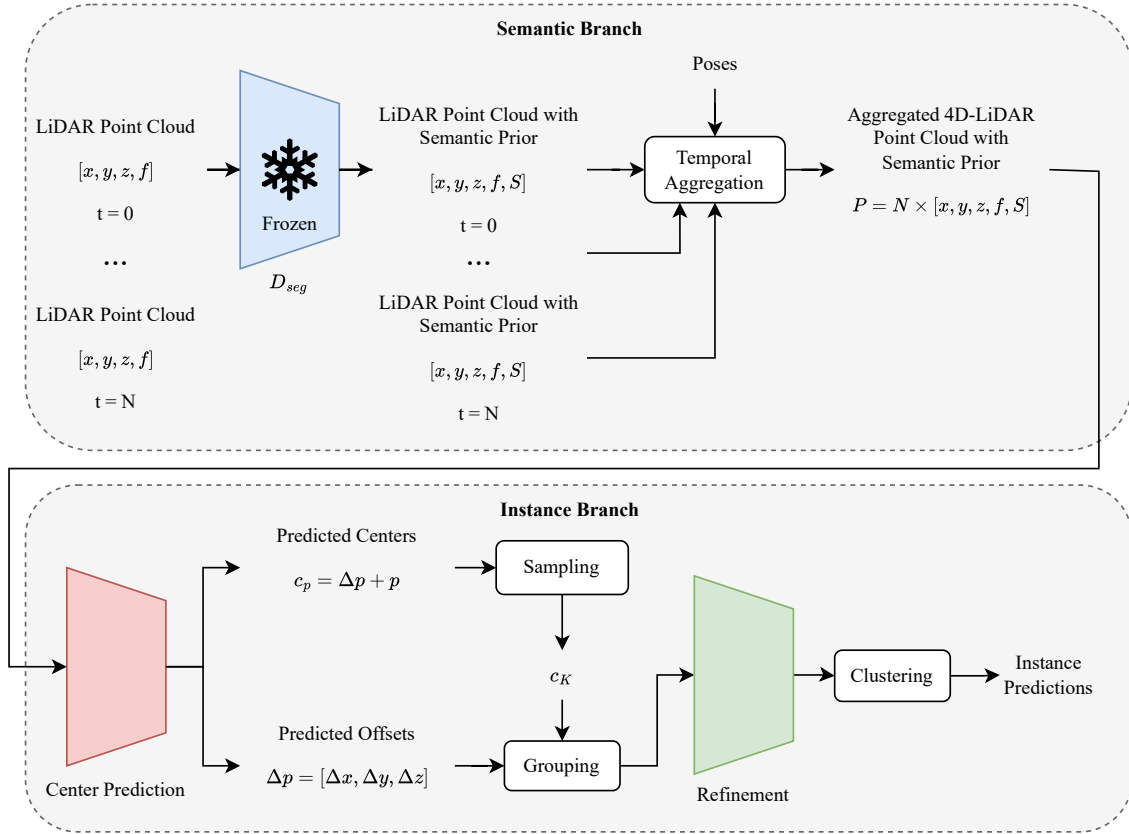 Semantic Branch
LiDAR Point Cloud
[x, y, z, f]
t = 0
...
LiDAR Point Cloud
[x, y, z, f]
t = N
Frozen
D_{seg}
LiDAR Point Cloud with
Semantic Prior
[x, y, z, f, S]
t = 0
...
LiDAR Point Cloud with
Semantic Prior
[x, y, z, f, S]
t = N
Poses
Temporal
Aggregation
Aggregated 4D-LiDAR
Point Cloud with
Semantic Prior
P = N × [x, y, z, f, S]
Instance Branch
Center Prediction
Predicted Centers
c_p = Δp + p
Predicted Offsets
Δp = [Δx, Δy, Δz]
Sampling
c_K
Grouping
Refinement
Clustering
Instance
Predictions